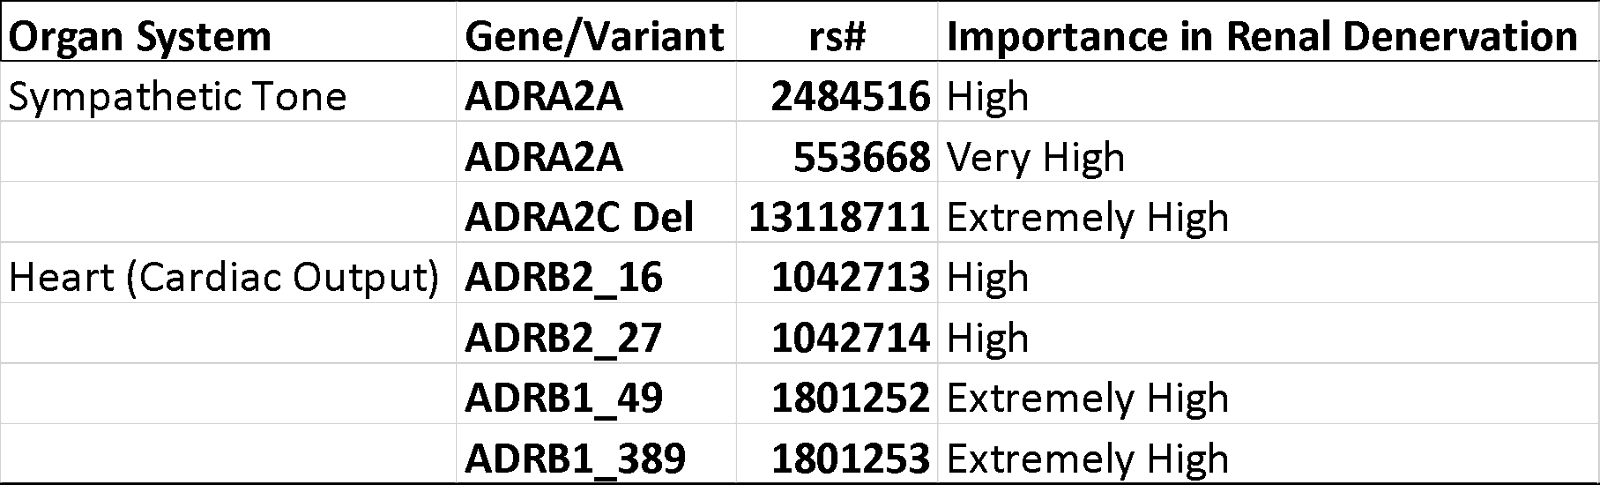 Organ System Gene/Variant rs# Importance in Renal Denervation
Sympathetic Tone ADRA2A 2484516 High
ADRA2A 553668 Very High
ADRA2C Del 13118711 Extremely High
Heart (Cardiac Output) ADRB2_16 1042713 High
ADRB2_27 1042714 High
ADRB1_49 1801252 Extremely High
ADRB1_389 1801253 Extremely High